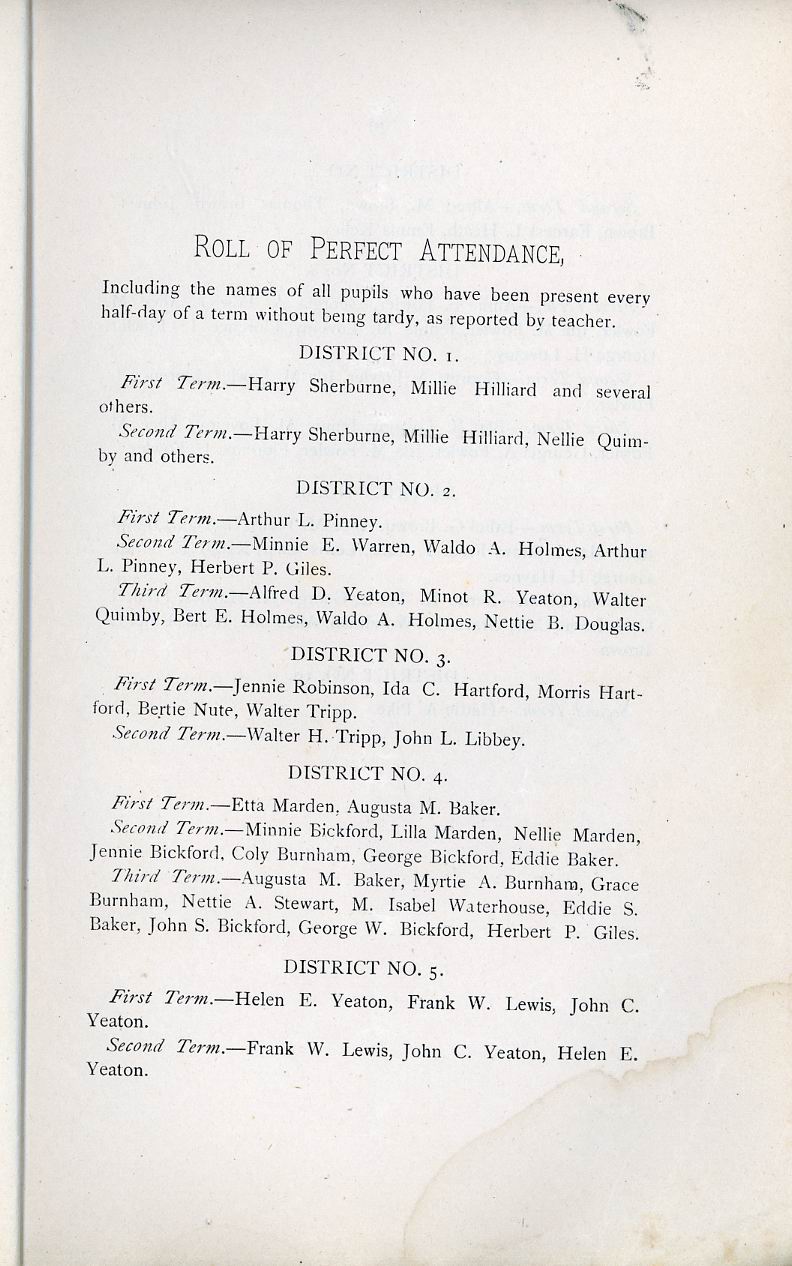 ROLL OF PERFECT ATTENDANCE,
Including the names of all pupils who have been present every
half-day of a term without being tardy, as reported by teacher.
DISTRICT NO. 1.
First Term.—Harry Sherburne, Millie Hilliard and several
others.
Second Term.—Harry Sherburne, Millie Hilliard, Nellie Quim-
by and others.
DISTRICT NO. 2.
First Term.—Arthur L. Pinney.
Second Term.—Minnie E. Warren, Waldo A. Holmes, Arthur
L. Pinney, Herbert P. Giles.
Third Term.—Alfred D. Yeaton, Minot R. Yeaton, Walter
Quimby, Bert E. Holmes, Waldo A. Holmes, Nettie B. Douglas.
DISTRICT NO. 3.
First Term.—Jennie Robinson, Ida C. Hartford, Morris Hart-
ford, Bertie Nute, Walter Tripp.
Second Term.—Walter H. Tripp, John L. Libbey.
DISTRICT NO. 4.
First Term.—Etta Marden, Augusta M. Baker.
Second Term.—Minnie Bickford, Lilla Marden, Nellie Marden,
Jennie Bickford, Coly Burnham, George Bickford, Eddie Baker.
Third Term.—Augusta M. Baker, Myrtie A. Burnham, Grace
Burnham, Nettie A. Stewart, M. Isabel Waterhouse, Eddie S.
Baker, John S. Bickford, George W. Bickford, Herbert P. Giles.
DISTRICT NO. 5.
First Term.—Helen E. Yeaton, Frank W. Lewis, John C.
Yeaton.
Second Term.—Frank W. Lewis, John C. Yeaton, Helen E.
Yeaton.